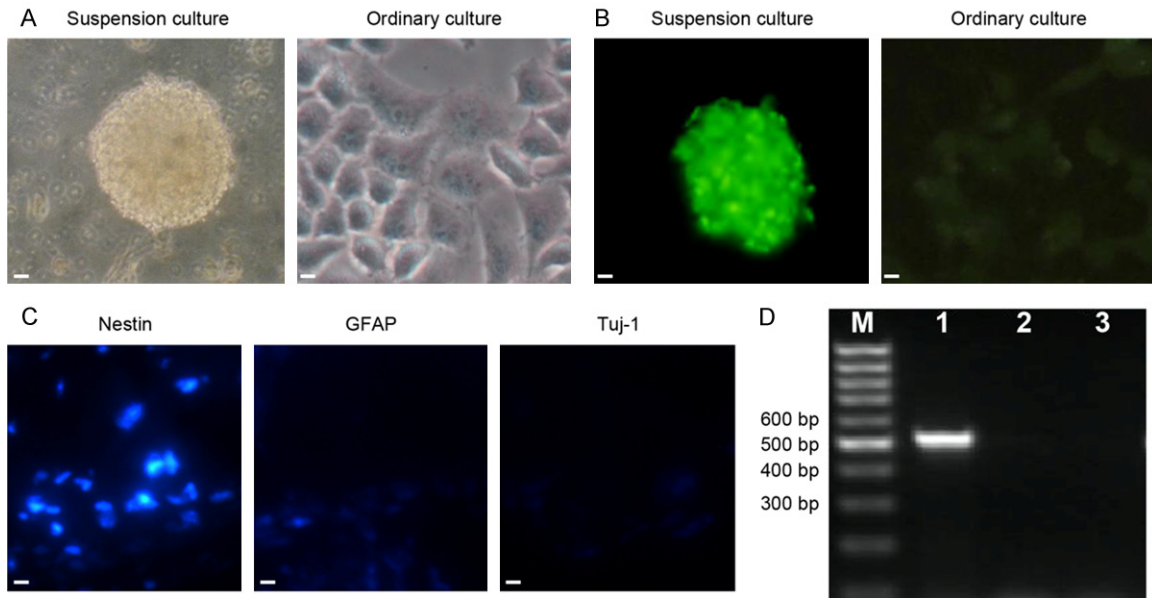 A
Suspension culture
Ordinary culture
B
Suspension culture
Ordinary culture
C
Nestin
GFAP
Tuj-1
D
M 1 2 3
600 bp
500 bp
400 bp
300 bp